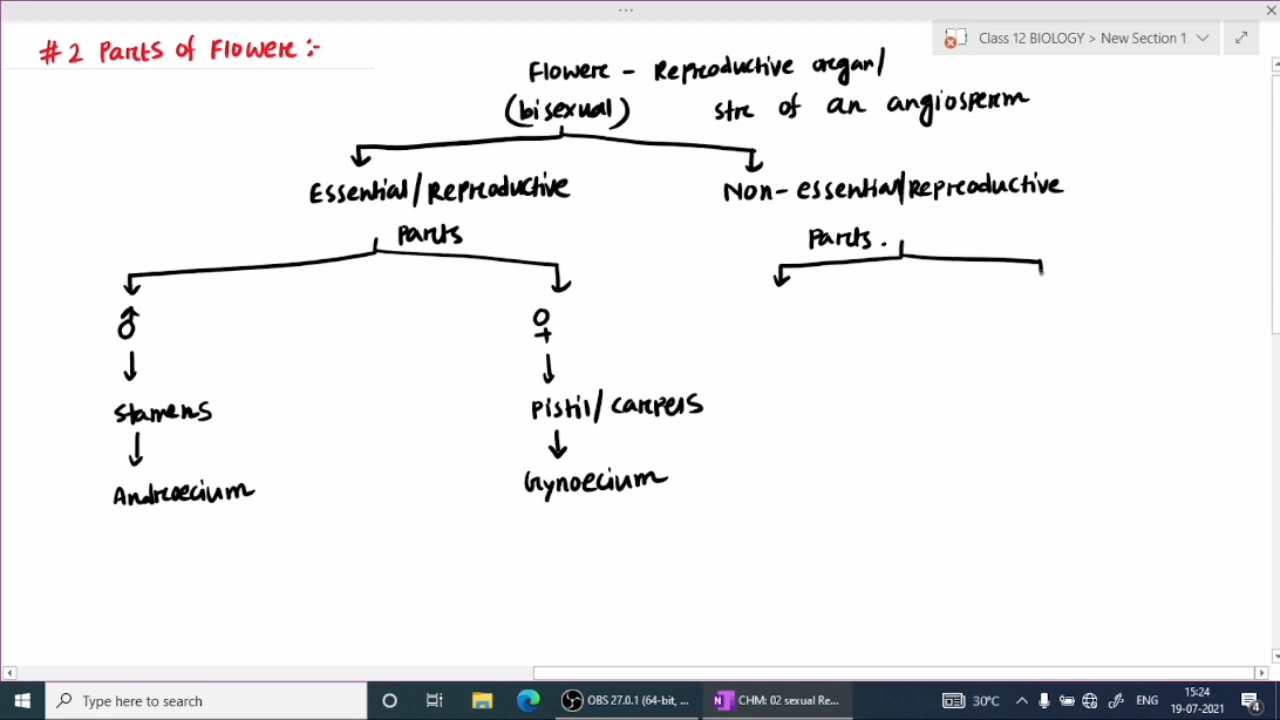 # 2 Parts of Flower :-
Class 12 BIOLOGY > New Section 1
Flower - Reproductive organ/
(bisexual) str of an angiosperm
Essential/Reproductive
Parts
Non-essential/Reproductive
Parts.
♂
♀
Stamens
Pistil/carpels
Androecium
Gynoecium
Type here to search
OBS 27.0.1 (64-bit, ...
CHM: 02 sexual Re...
30°C
ENG
15:24
19-07-2021
4